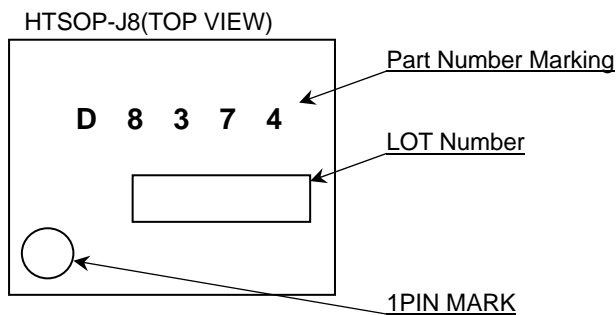 HTSOP-J8(TOP VIEW)
Part Number Marking
D 8 3 7 4
LOT Number
1PIN MARK